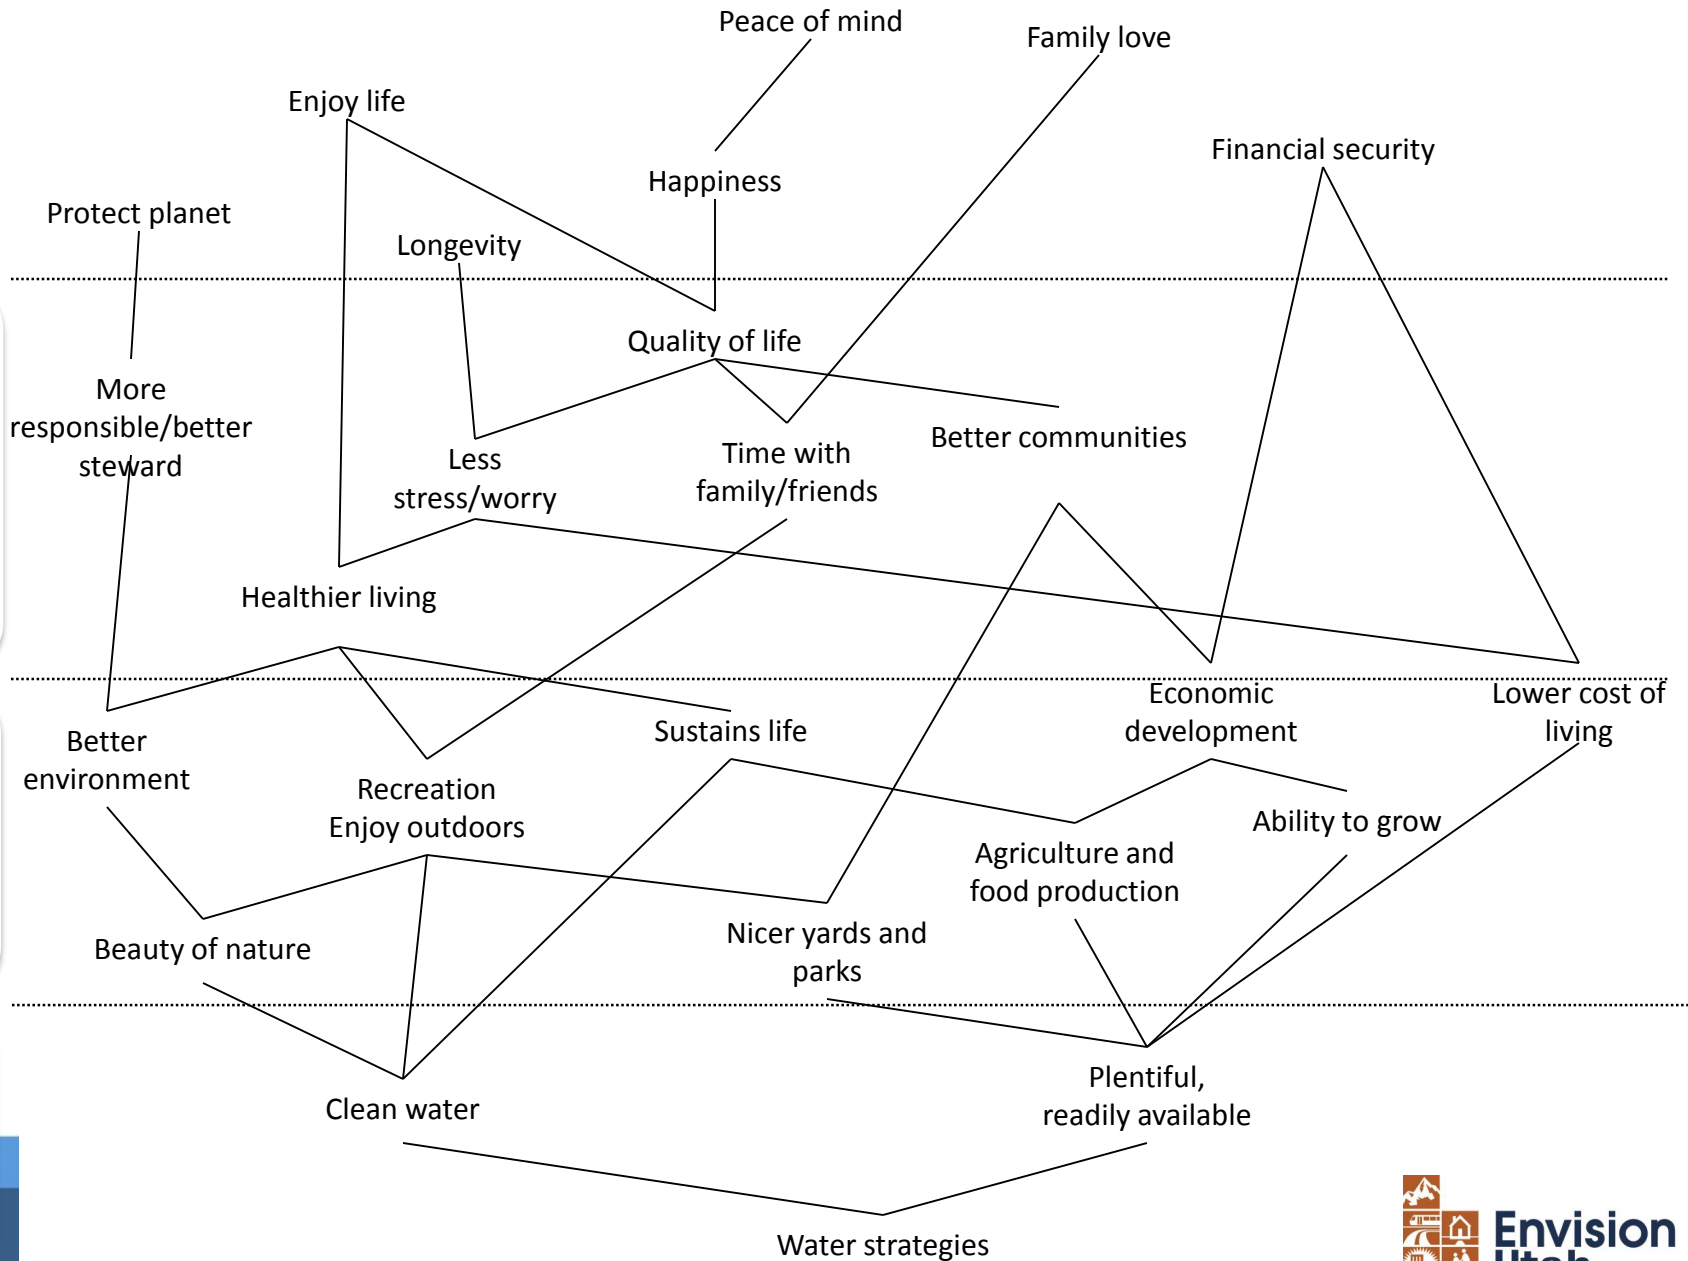 Peace of mind
Family love
Enjoy life
Financial security
Happiness
Protect planet
Longevity
Quality of life
More
responsible/better
steward
Better communities
Less
stress/worry
Time with
family/friends
Healthier living
Better
environment
Sustains life
Economic
development
Lower cost of
living
Recreation
Enjoy outdoors
Ability to grow
Agriculture and
food production
Beauty of nature
Nicer yards and
parks
Clean water
Plentiful,
readily available
Water strategies
Envision
Utah